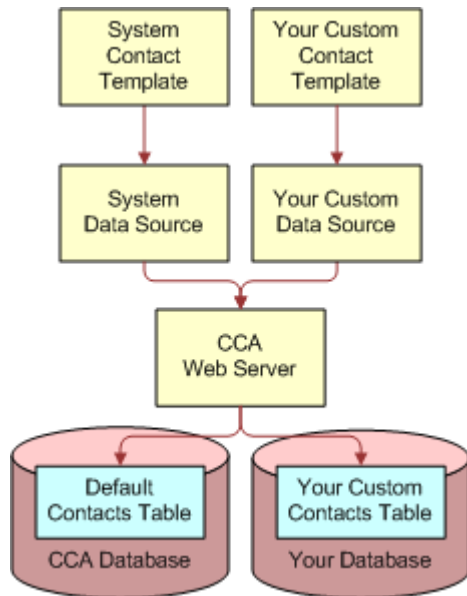 System
Contact
Template
Your Custom
Contact
Template
System
Data Source
Your Custom
Data Source
CCA
Web Server
Default
Contacts Table
CCA Database
Your Custom
Contacts Table
Your Database